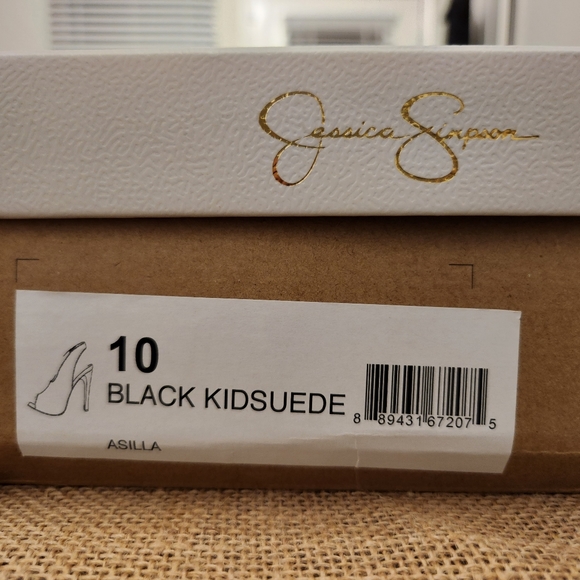 Jessica Simpson
10
BLACK KIDSUEDE
8 89431 67207 5
ASILLA